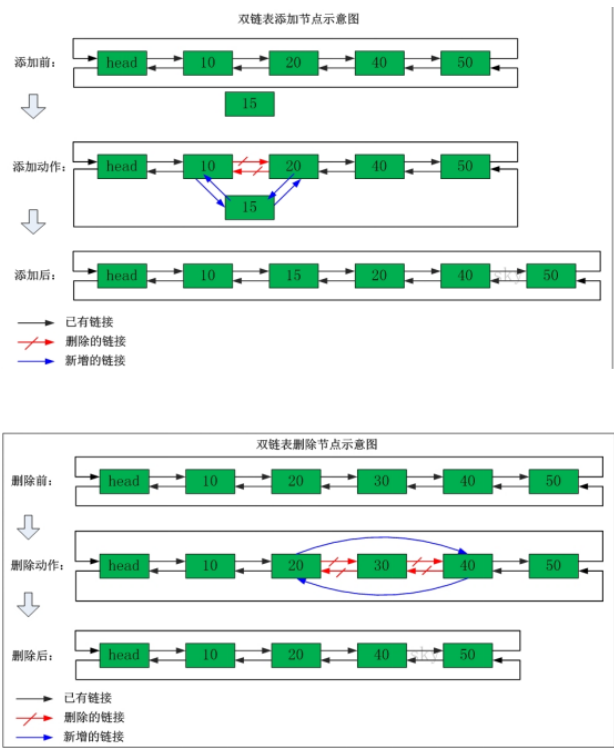 双链表添加节点示意图
添加前： head 10 20 40 50
15
添加动作： head 10 20 40 50
15
添加后： head 10 15 20 40 sky 50
已有链接
删除的链接
新增的链接
双链表删除节点示意图
删除前： head 10 20 30 40 50
删除动作： head 10 20 30 40 50
删除后： head 10 20 40 sky 50
已有链接
删除的链接
新增的链接